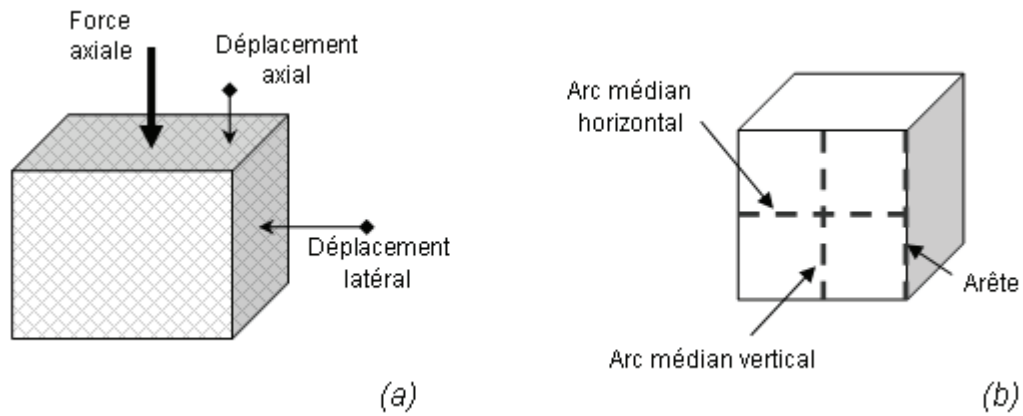 Force
axiale
Déplacement
axial
Déplacement
latéral
(a)
Arc médian
horizontal
Arête
Arc médian vertical
(b)